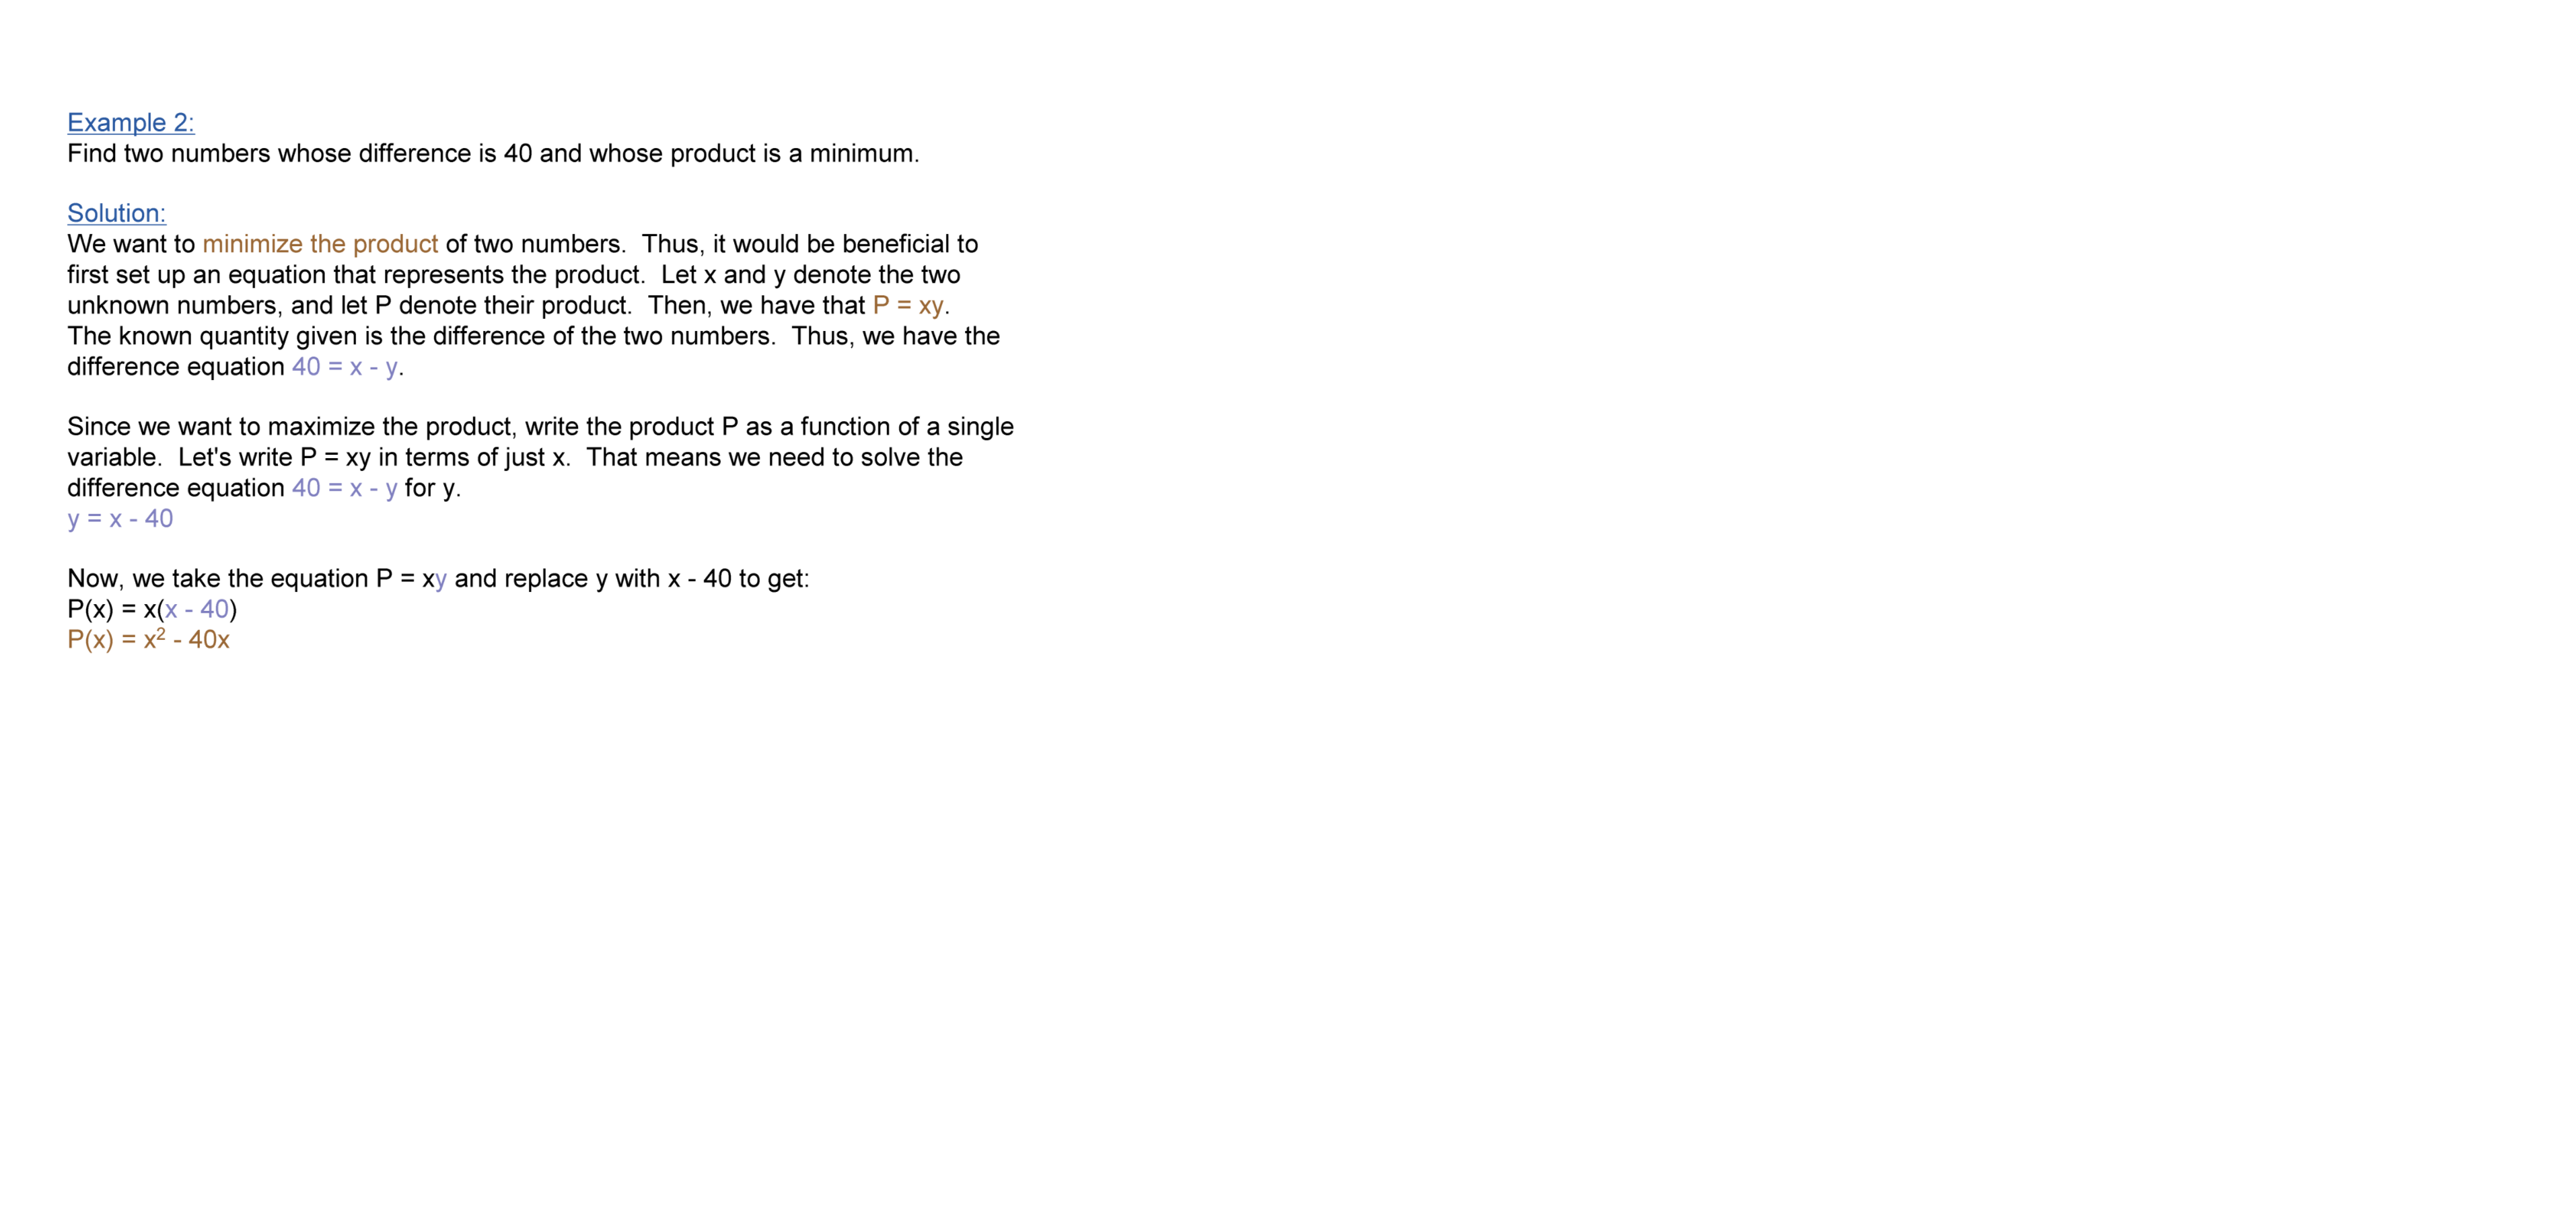 Example 2:
Find two numbers whose difference is 40 and whose product is a minimum.
Solution:
We want to minimize the product of two numbers.  Thus, it would be beneficial to
first set up an equation that represents the product.  Let x and y denote the two
unknown numbers, and let P denote their product.  Then, we have that P = xy.
The known quantity given is the difference of the two numbers.  Thus, we have the
difference equation 40 = x - y.
Since we want to maximize the product, write the product P as a function of a single
variable.  Let's write P = xy in terms of just x.  That means we need to solve the
difference equation 40 = x - y for y.
y = x - 40
Now, we take the equation P = xy and replace y with x - 40 to get:
P(x) = x(x - 40)
P(x) = x² - 40x